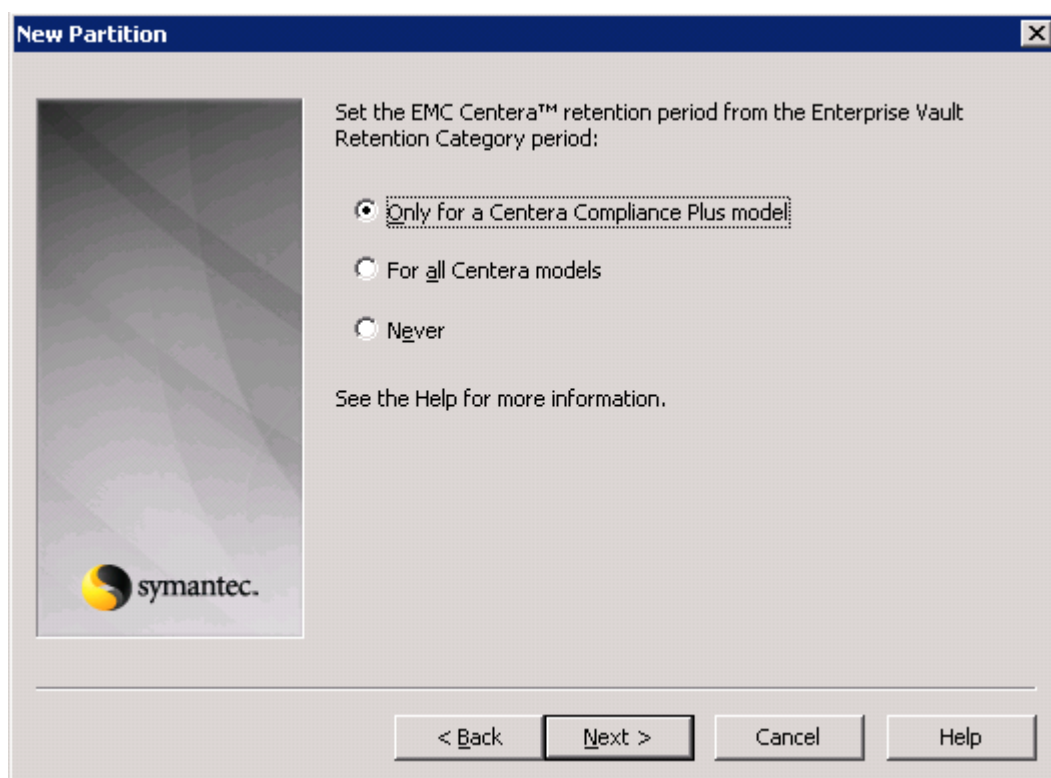 New Partition
Set the EMC Centera™ retention period from the Enterprise Vault
Retention Category period:
Only for a Centera Compliance Plus model
For all Centera models
Never
See the Help for more information.
symantec.
< Back
Next >
Cancel
Help